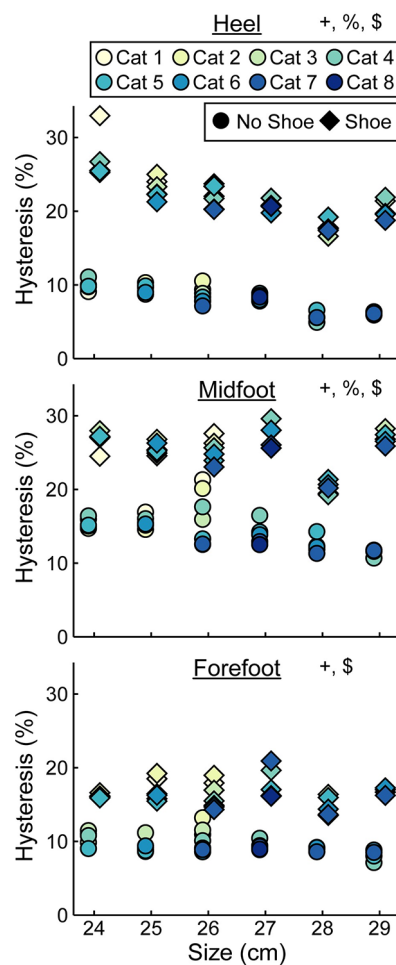 Heel +, %, $
Cat 1 Cat 2 Cat 3 Cat 4
Cat 5 Cat 6 Cat 7 Cat 8
No Shoe Shoe
Hysteresis (%)
30
20
10
0
Midfoot +, %, $
Hysteresis (%)
30
20
10
0
Forefoot +, $
Hysteresis (%)
30
20
10
0
24 25 26 27 28 29
Size (cm)